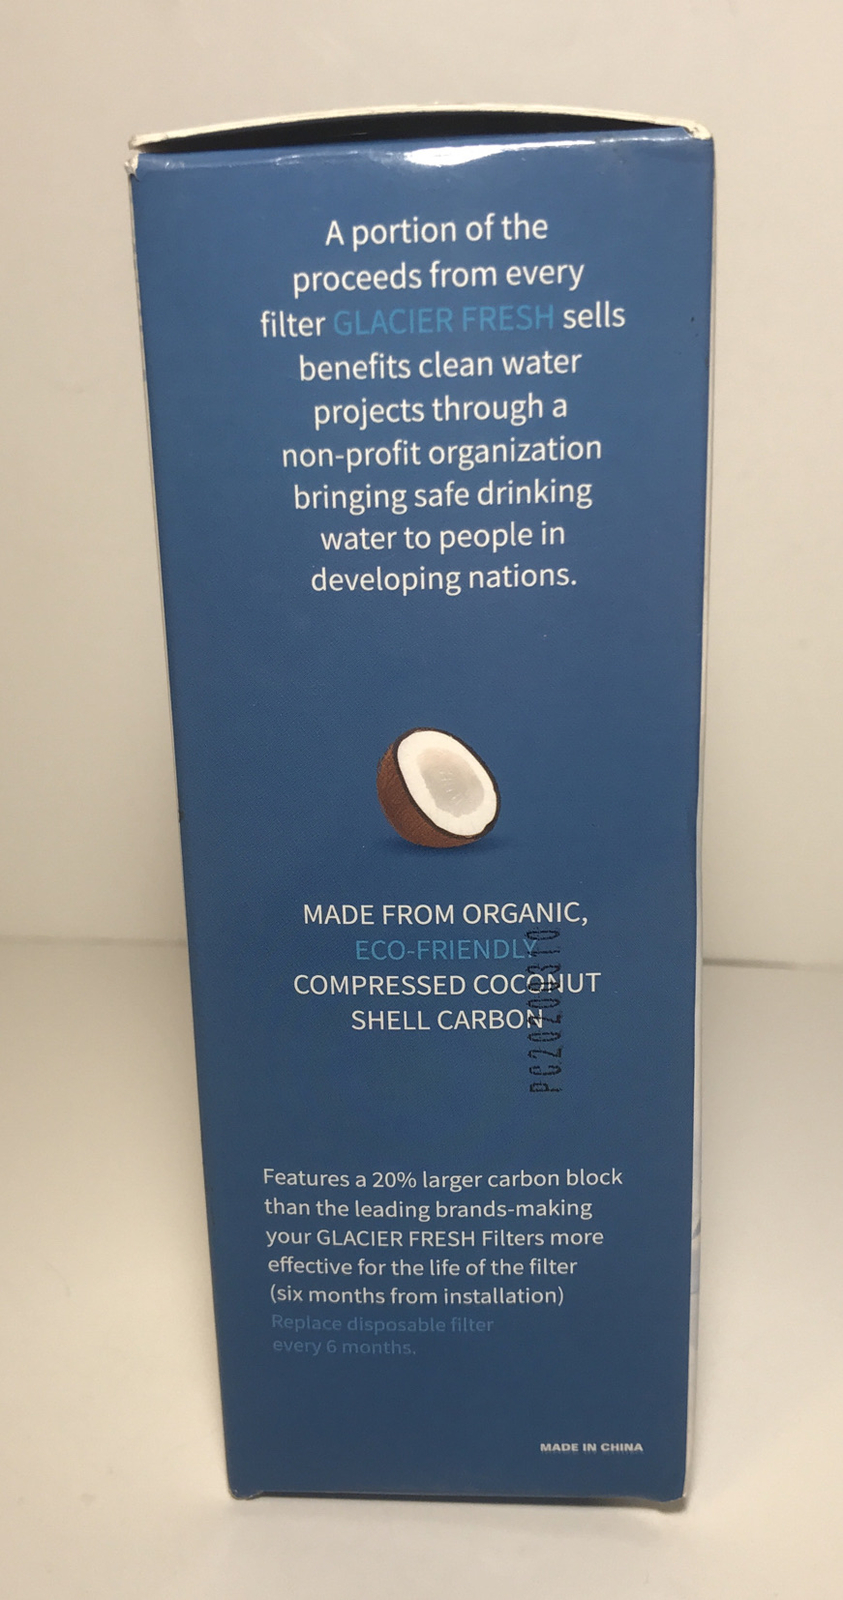 A portion of the
proceeds from every
filter GLACIER FRESH sells
benefits clean water
projects through a
non-profit organization
bringing safe drinking
water to people in
developing nations.
MADE FROM ORGANIC,
ECO-FRIENDLY
COMPRESSED COCONUT
SHELL CARBON
PC20200310
Features a 20% larger carbon block
than the leading brands-making
your GLACIER FRESH Filters more
effective for the life of the filter
(six months from installation)
Replace disposable filter
every 6 months.
MADE IN CHINA